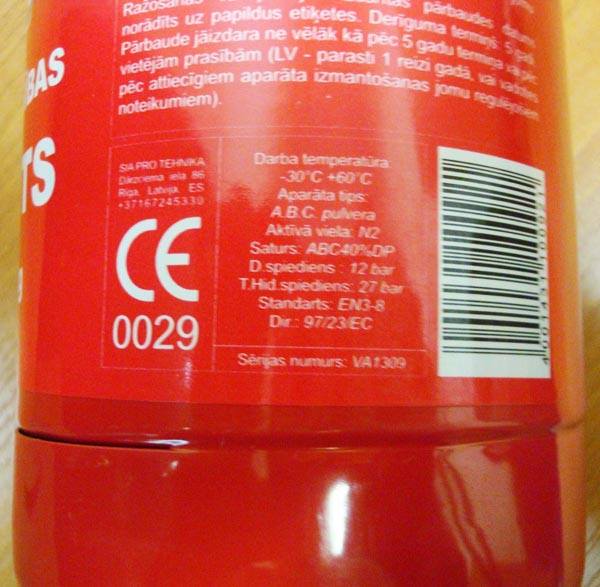 Ražošanas pārbaudes datums
norādīts uz papildus etiķetes. Derīguma termiņš: 5 gadi
Pārbaude jāizdara ne vēlāk kā pēc 5 gadu termiņa vai pēc
vietējām prasībām (LV - parasti 1 reizi gadā, vai vadoties
pēc attiecīgiem aparāta izmantošanas jomu regulējošiem
noteikumiem).
BAS
TS
SIA PRO TEHNIKA
Dārzciema iela 86
Rīga, Latvija, ES
+37167245330
CE
0029
Darba temperatūra:
-30°C +60°C
Aparāta tips:
A.B.C. pulvera
Aktīvā viela: N2
Saturs: ABC40%DP
D.spiediens : 12 bar
T.Hid.spiediens: 27 bar
Standarts: EN3-8
Dir.: 97/23/EC
Sērijas numurs: VA1309